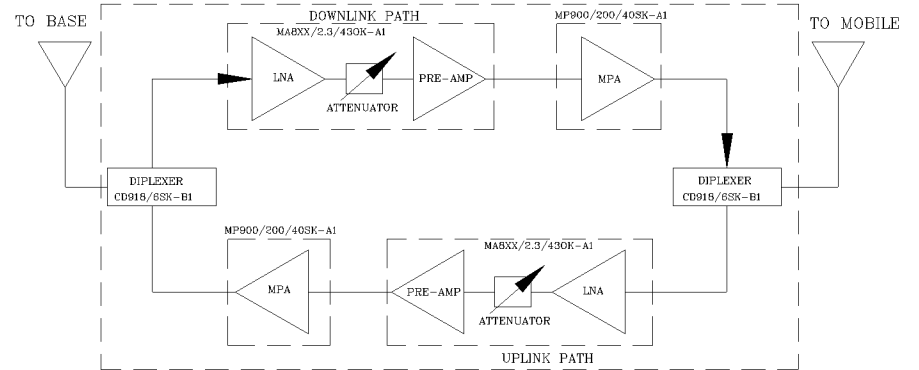 DOWNLINK PATH
TO BASE
MP900/200/40SK-A1
TO MOBILE
MA8XX/2.3/430K-A1
LNA
PRE-AMP
MPA
ATTENUATOR
DIPLEXER
CD918/6SK-B1
DIPLEXER
CD918/6SK-B1
MP900/200/40SK-A1
MA8XX/2.3/430K-A1
MPA
PRE-AMP
LNA
ATTENUATOR
UPLINK PATH